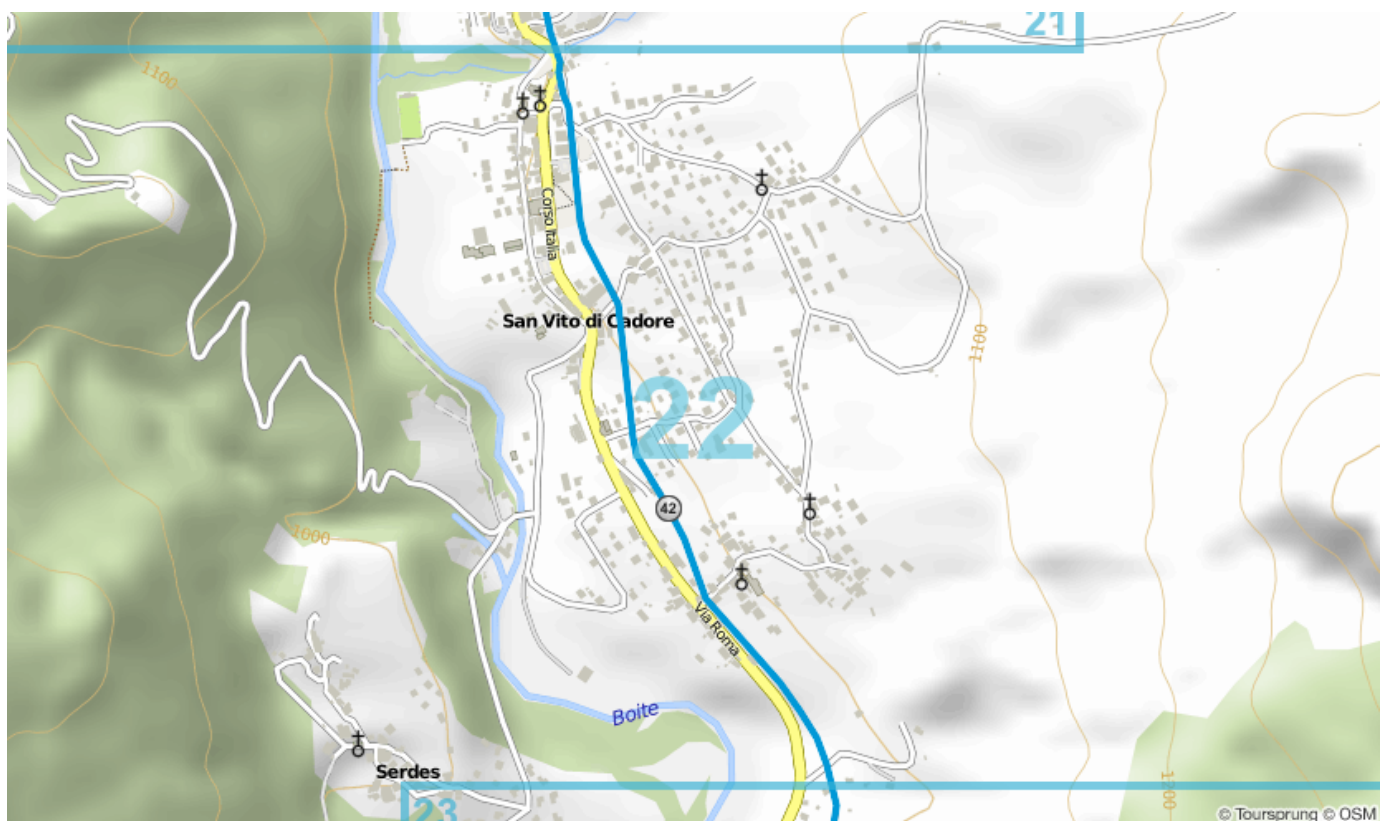 21
1100
Corso Italia
San Vito di Cadore
1100
22
42
1000
Via Roma
Boite
Serdes
23
1200
© Toursprung © OSM